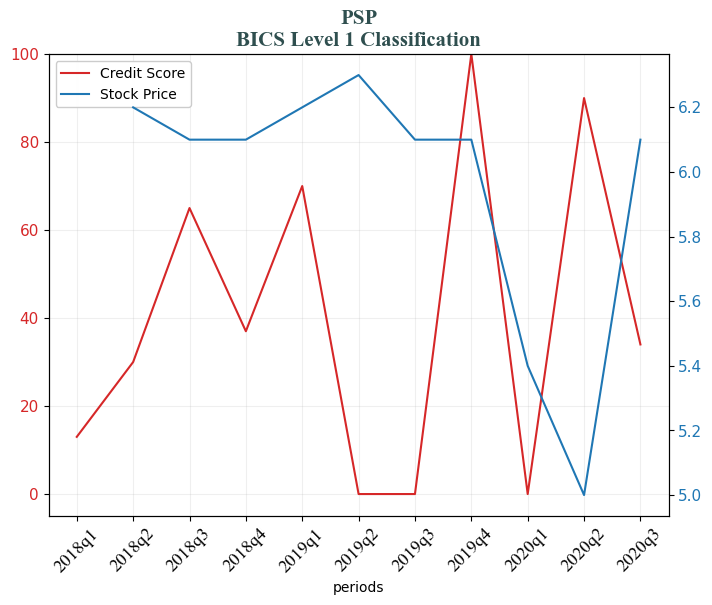 PSP
BICS Level 1 Classification
Credit Score
Stock Price
100
80
60
40
20
0
6.2
6.0
5.8
5.6
5.4
5.2
5.0
2018q1
2018q2
2018q3
2018q4
2019q1
2019q2
2019q3
2019q4
2020q1
2020q2
2020q3
periods